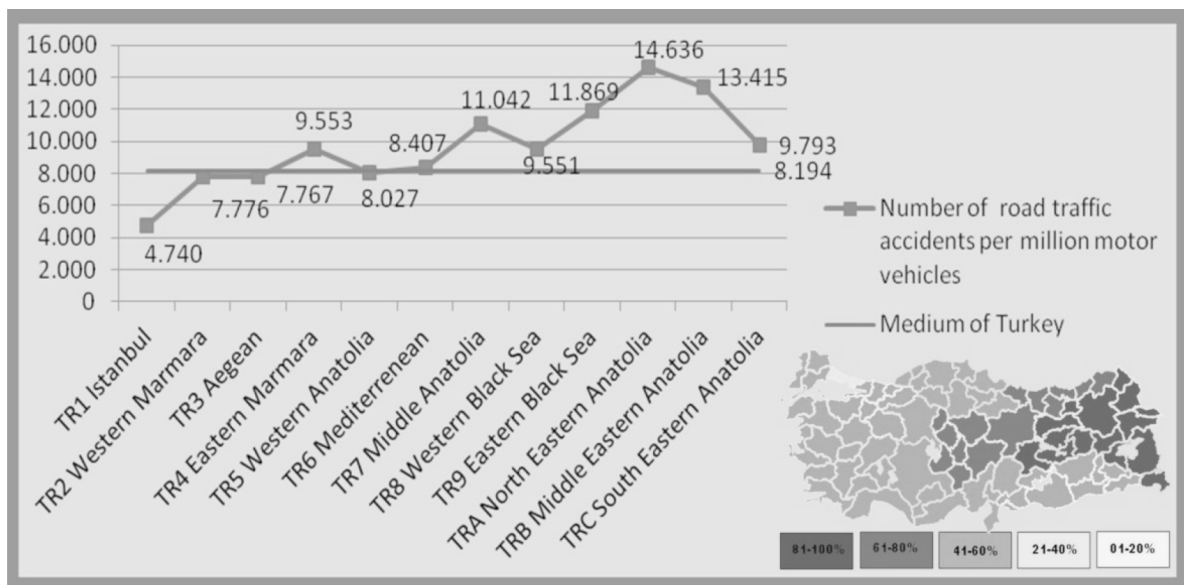 16.000
14.000
12.000
10.000
8.000
6.000
4.000
2.000
0
4.740
7.776
7.767
9.553
8.027
8.407
11.042
9.551
11.869
14.636
13.415
9.793
8.194
TR1 Istanbul
TR2 Western Marmara
TR3 Aegean
TR4 Eastern Marmara
TR5 Western Anatolia
TR6 Mediterrenean
TR7 Middle Anatolia
TR8 Western Black Sea
TR9 Eastern Black Sea
TRA North Eastern Anatolia
TRB Middle Eastern Anatolia
TRC South Eastern Anatolia
Number of road traffic
accidents per million motor
vehicles
Medium of Turkey
81-100% 61-80% 41-60% 21-40% 01-20%